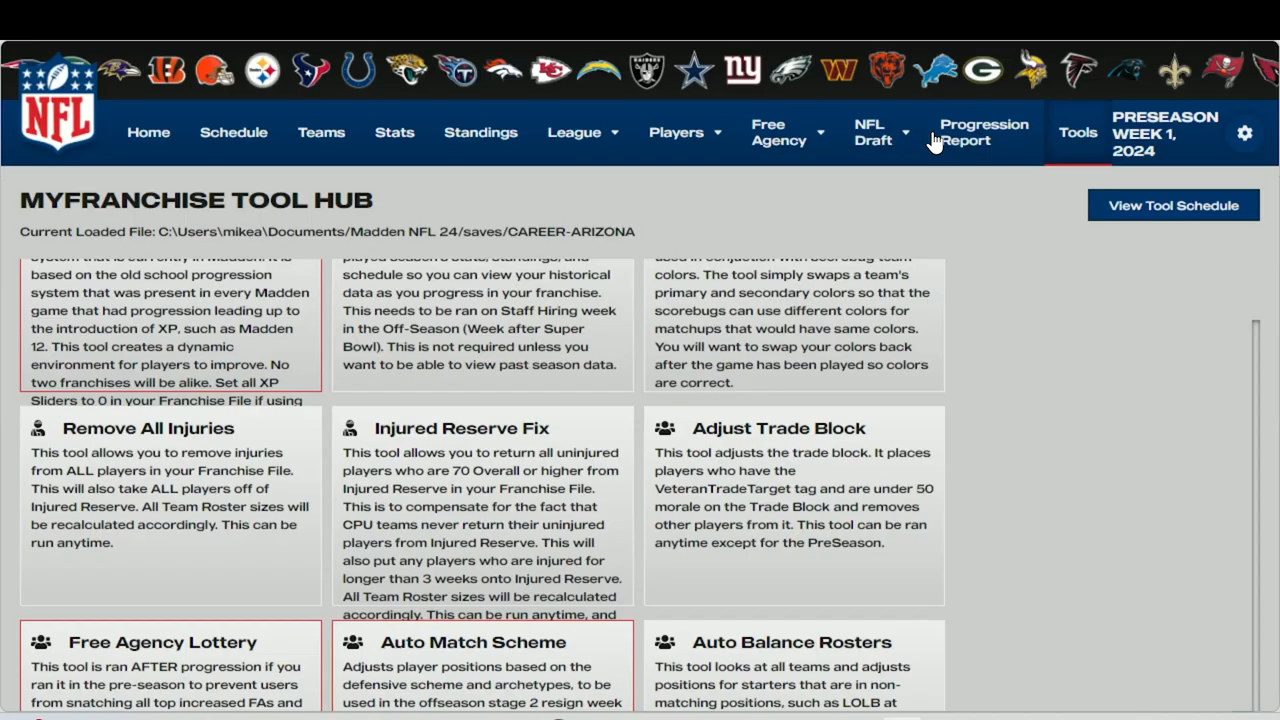 NFL
Home
Schedule
Teams
Stats
Standings
League
Players
Free
Agency
NFL
Draft
Progression
Report
Tools
PRESEASON
WEEK 1,
2024
MYFRANCHISE TOOL HUB
View Tool Schedule
Current Loaded File: C:\Users\mikea\Documents/Madden NFL 24/saves/CAREER-ARIZONA
system that is currently in Madden. It is
based on the old school progression
system that was present in every Madden
game that had progression leading up to
the introduction of XP, such as Madden
12. This tool creates a dynamic
environment for players to improve. No
two franchises will be alike. Set all XP
Sliders to 0 in your Franchise File if using
played season's stats, standings, and
schedule so you can view your historical
data as you progress in your franchise.
This needs to be ran on Staff Hiring week
in the Off-Season (Week after Super
Bowl). This is not required unless you
want to be able to view past season data.
used in conjunction with scorebug team
colors. The tool simply swaps a team's
primary and secondary colors so that the
scorebugs can use different colors for
matchups that would have same colors.
You will want to swap your colors back
after the game has been played so colors
are correct.
Remove All Injuries
This tool allows you to remove injuries
from ALL players in your Franchise File.
This will also take ALL players off of
Injured Reserve. All Team Roster sizes will
be recalculated accordingly. This can be
run anytime.
Injured Reserve Fix
This tool allows you to return all uninjured
players who are 70 Overall or higher from
Injured Reserve in your Franchise File.
This is to compensate for the fact that
CPU teams never return their uninjured
players from Injured Reserve. This will
also put any players who are injured for
longer than 3 weeks onto Injured Reserve.
All Team Roster sizes will be recalculated
accordingly. This can be run anytime, and
Adjust Trade Block
This tool adjusts the trade block. It places
players who have the
VeteranTradeTarget tag and are under 50
morale on the Trade Block and removes
other players from it. This tool can be ran
anytime except for the PreSeason.
Free Agency Lottery
This tool is ran AFTER progression if you
ran it in the pre-season to prevent users
from snatching all top increased FAs and
Auto Match Scheme
Adjusts player positions based on the
defensive scheme and archetypes, to be
used in the offseason stage 2 resign week
Auto Balance Rosters
This tool looks at all teams and adjusts
positions for starters that are in non-
matching positions, such as LOLB at